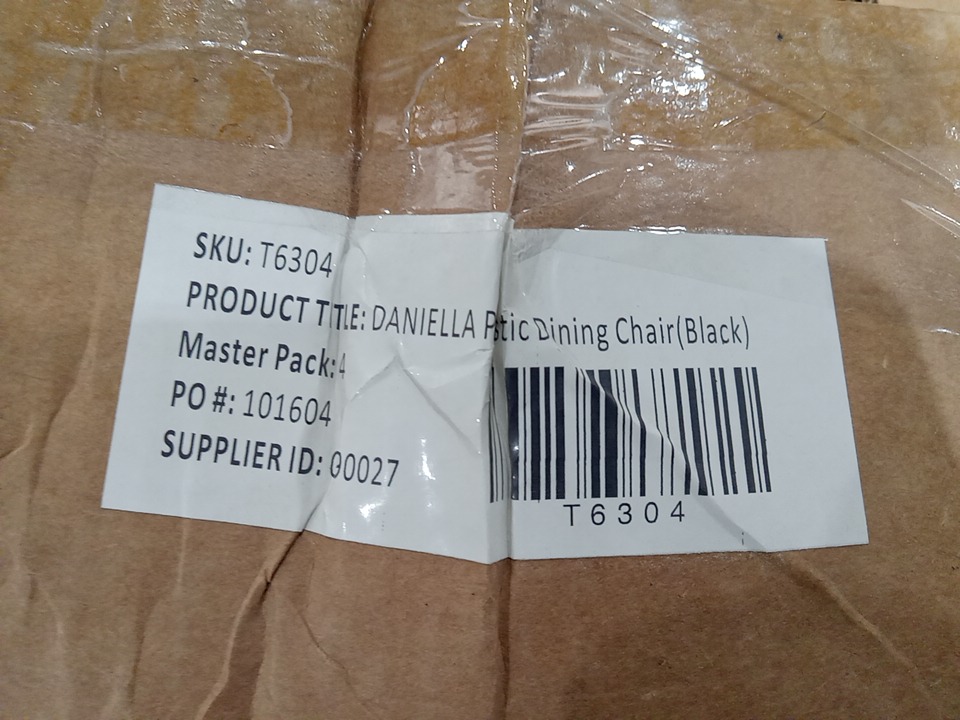 SKU: T6304
PRODUCT TITLE: DANIELLA Dining Chair(Black)
Master Pack: 4
PO #: 101604
SUPPLIER ID: 00027
T6304